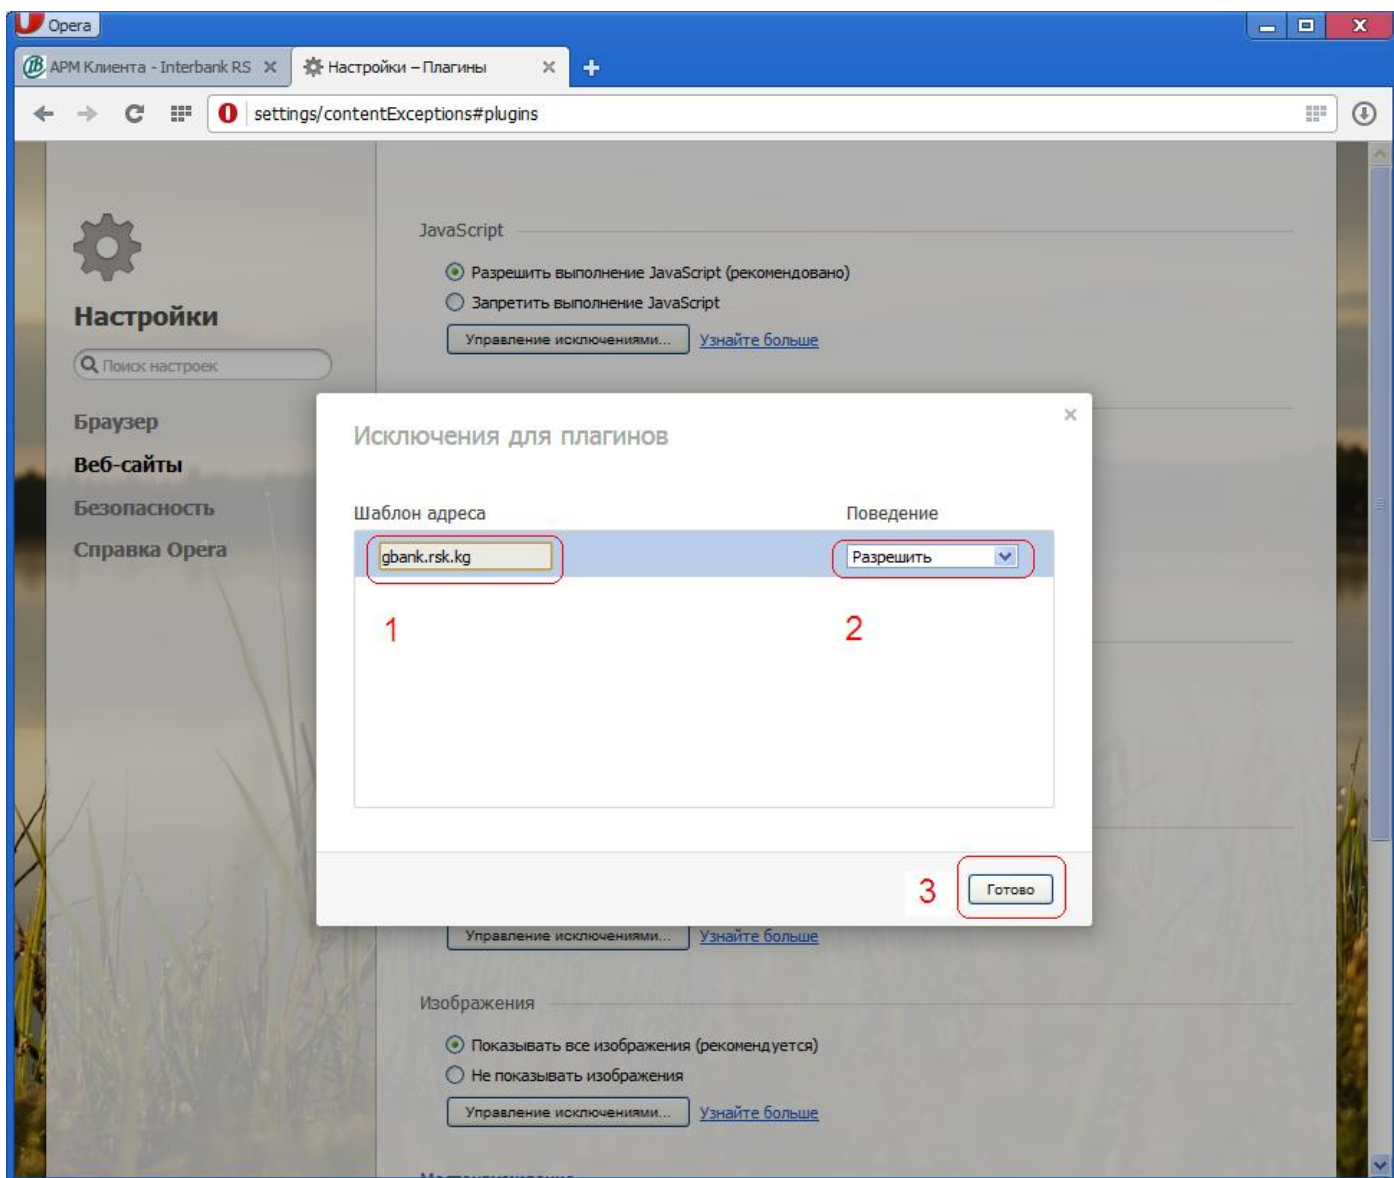 Opera
АРМ Клиента - Interbank RS
Настройки – Плагины
settings/contentExceptions#plugins
Настройки
Поиск настроек
Браузер
Веб-сайты
Безопасность
Справка Opera
JavaScript
Разрешить выполнение JavaScript (рекомендовано)
Запретить выполнение JavaScript
Управление исключениями... Узнайте больше
Исключения для плагинов
Шаблон адреса Поведение
gbank.rsk.kg Разрешить
1 2
3 Готово
Управление исключениями... Узнайте больше
Изображения
Показывать все изображения (рекомендуется)
Не показывать изображения
Управление исключениями... Узнайте больше